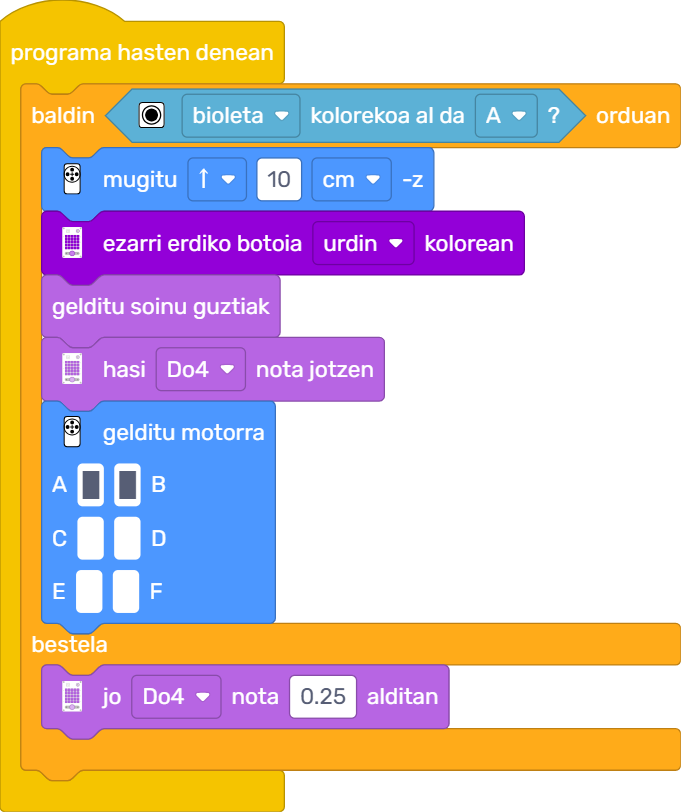 programa hasten denean
baldin bioleta kolorekoa al da A ? orduan
mugitu ↑ 10 cm -z
ezarri erdiko botoia urdin kolorean
gelditu soinu guztiak
hasi Do4 nota jotzen
gelditu motorra
A B
C D
E F
bestela
jo Do4 nota 0.25 alditan